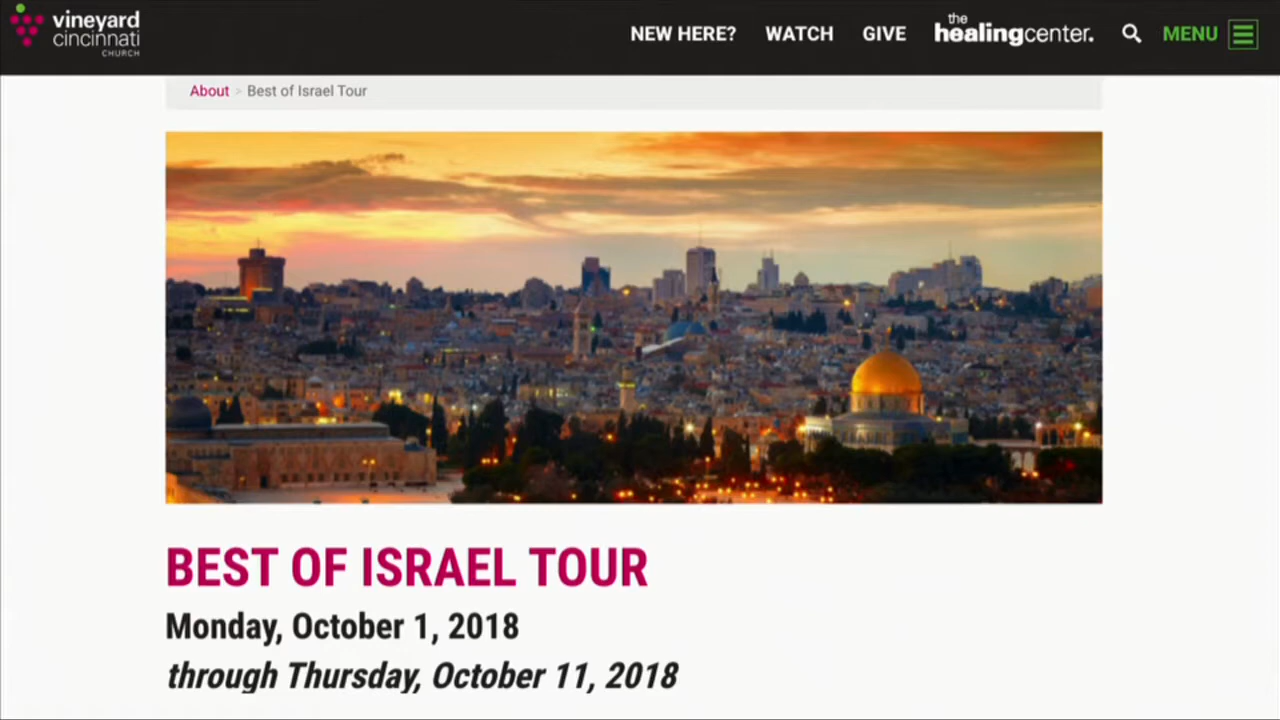 vineyard
cincinnati
CHURCH
NEW HERE? WATCH GIVE the healingcenter. MENU
About > Best of Israel Tour
BEST OF ISRAEL TOUR
Monday, October 1, 2018
through Thursday, October 11, 2018